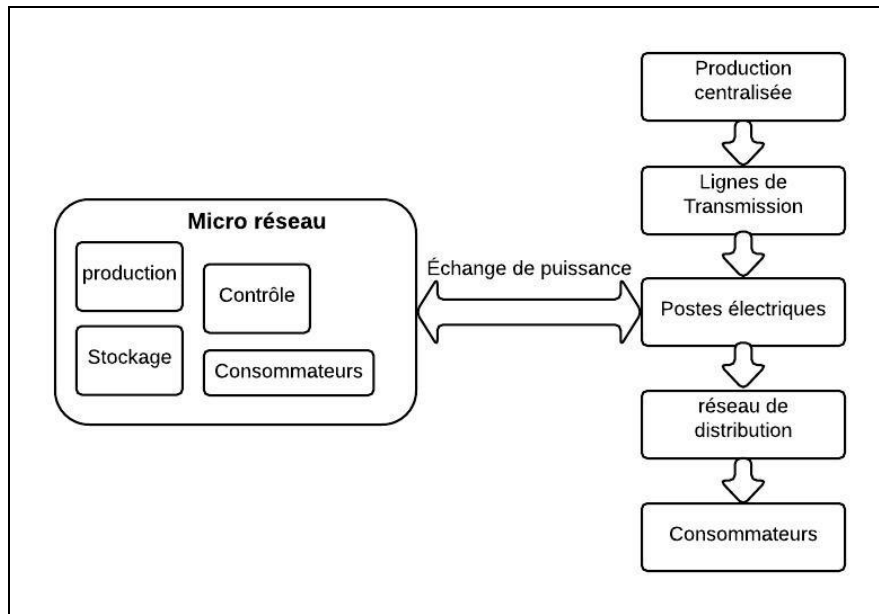 Micro réseau
production
Contrôle
Stockage
Consommateurs
Échange de puissance
Production
centralisée
Lignes de
Transmission
Postes électriques
réseau de
distribution
Consommateurs